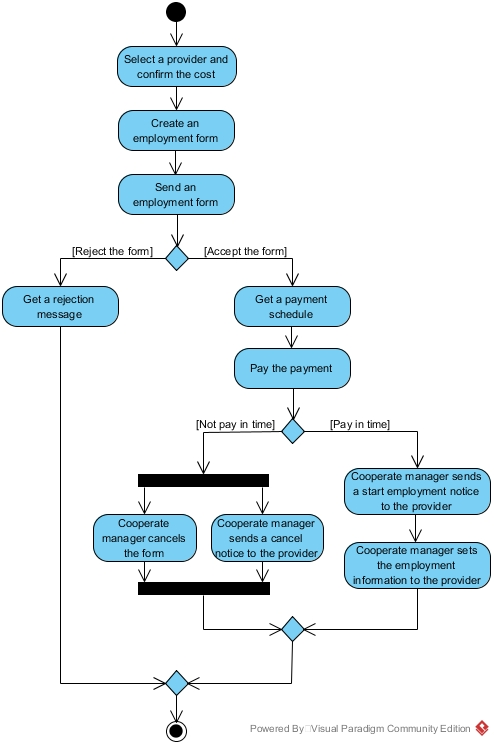 Select a provider and
confirm the cost
Create an
employment form
Send an
employment form
[Reject the form]
[Accept the form]
Get a rejection
message
Get a payment
schedule
Pay the payment
[Not pay in time]
[Pay in time]
Cooperate manager sends
a start employment notice
to the provider
Cooperate
manager cancels
the form
Cooperate manager
sends a cancel
notice to the provider
Cooperate manager sets
the employment
information to the provider
Powered By Visual Paradigm Community Edition